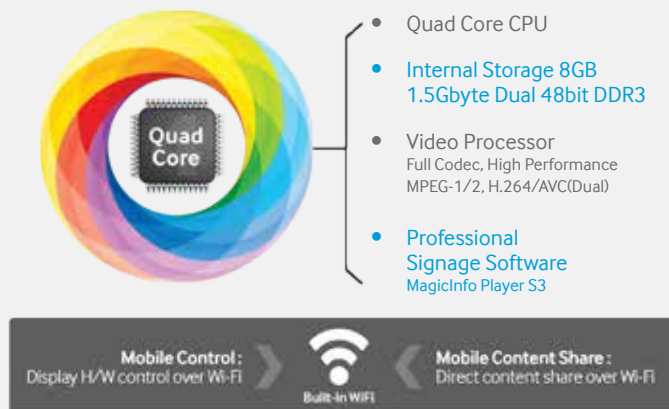 Quad
Core
Quad Core CPU
Internal Storage 8GB
1.5Gbyte Dual 48bit DDR3
Video Processor
Full Codec, High Performance
MPEG-1/2, H.264/AVC(Dual)
Professional
Signage Software
MagicInfo Player S3
Mobile Control :
Display H/W control over Wi-Fi
Built-in WiFi
Mobile Content Share :
Direct content share over Wi-Fi